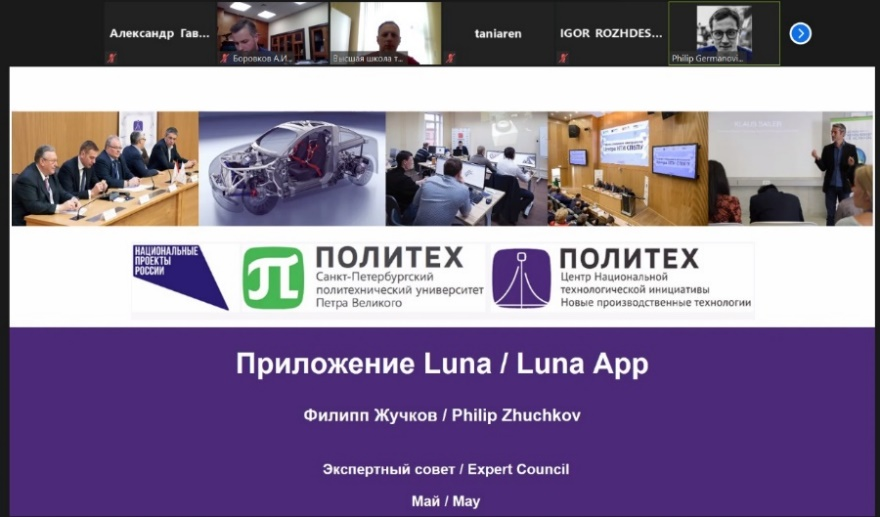 Александр Гав...
Боровков А.И...
Высшая школа т...
taniaren
IGOR ROZHDES...
Philip Germanovi...
НАЦИОНАЛЬНЫЕ
ПРОЕКТЫ
РОССИИ
ПОЛИТЕХ
Санкт-Петербургский
политехнический университет
Петра Великого
ПОЛИТЕХ
Центр Национальной
технологической инициативы
Новые производственные технологии
Приложение Luna / Luna App
Филипп Жучков / Philip Zhuchkov
Экспертный совет / Expert Council
Май / May